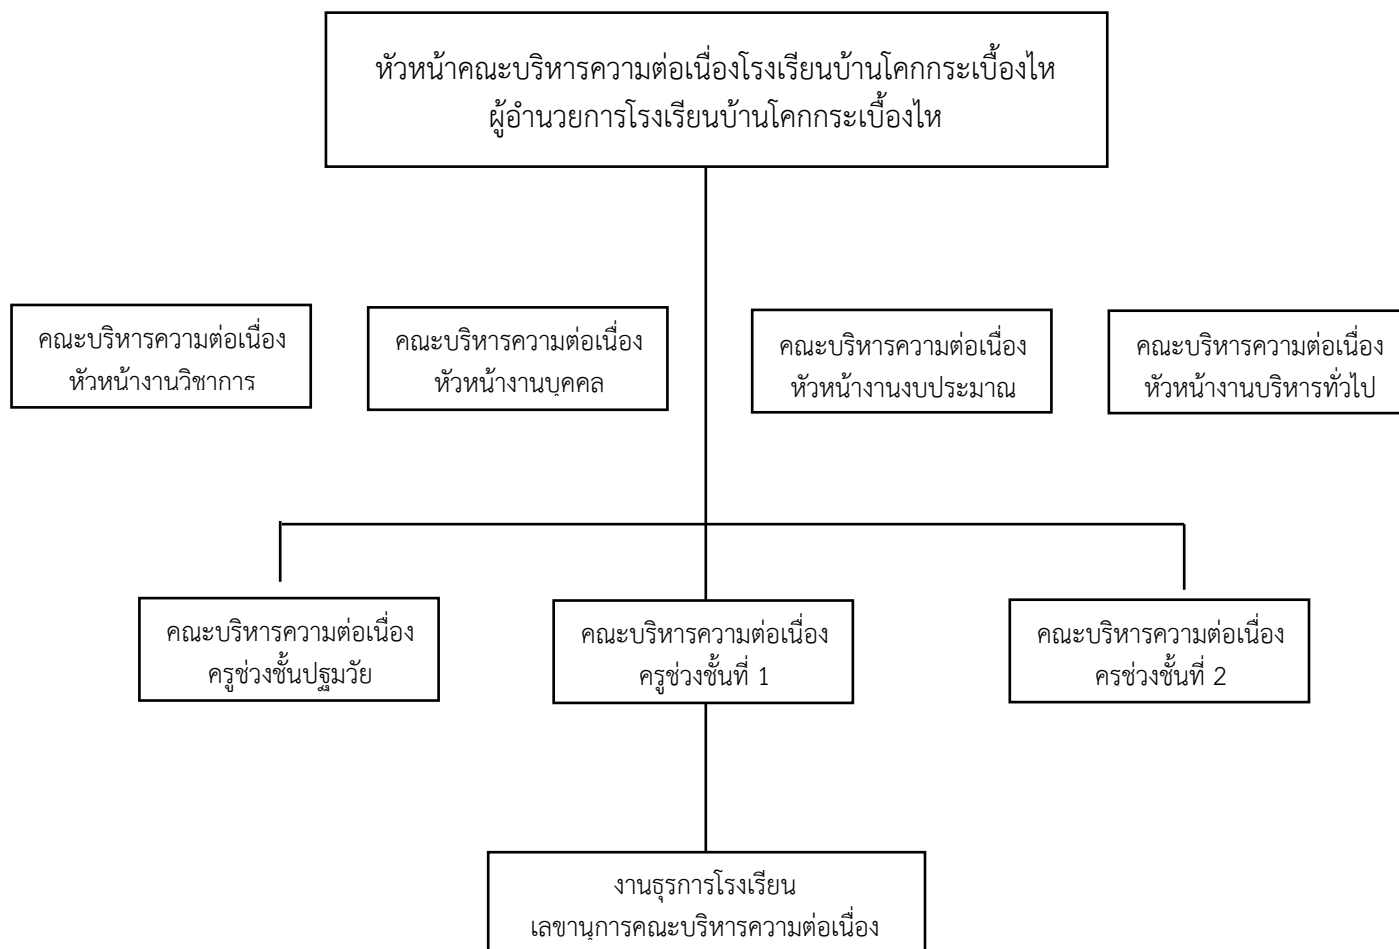 หัวหน้าคณะบริหารความต่อเนื่องโรงเรียนบ้านโคกกระเบื้องไห
ผู้อำนวยการโรงเรียนบ้านโคกกระเบื้องไห
คณะบริหารความต่อเนื่อง
หัวหน้างานวิชาการ
คณะบริหารความต่อเนื่อง
หัวหน้างานบุคคล
คณะบริหารความต่อเนื่อง
หัวหน้างานงบประมาณ
คณะบริหารความต่อเนื่อง
หัวหน้างานบริหารทั่วไป
คณะบริหารความต่อเนื่อง
ครูช่วงชั้นปฐมวัย
คณะบริหารความต่อเนื่อง
ครูช่วงชั้นที่ 1
คณะบริหารความต่อเนื่อง
ครช่วงชั้นที่ 2
งานธุรการโรงเรียน
เลขานุการคณะบริหารความต่อเนื่อง